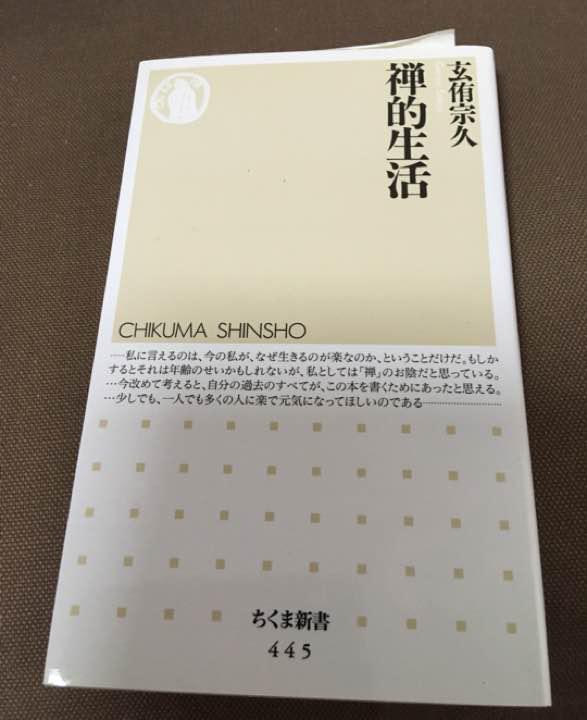 玄侑宗久
禅的生活
CHIKUMA SHINSHO
……私に言えるのは、今の私が、なぜ生きるのが楽なのか、ということだけだ。もしか
するとそれは年齢のせいかもしれないが、私としては「禅」のお陰だと思っている。
…今改めて考えると、自分の過去のすべてが、この本を書くためにあったと思える。
…少しでも、一人でも多くの人に楽で元気になってほしいのである…………………
ちくま新書
445